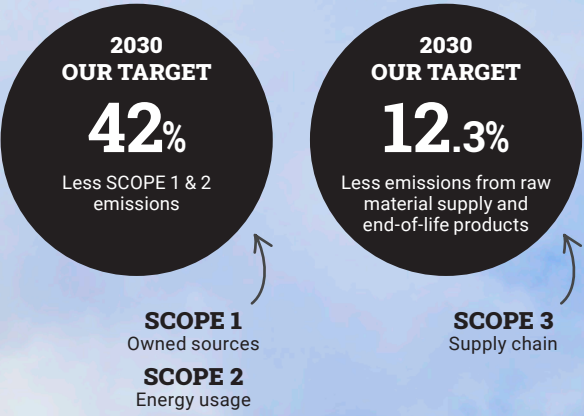 2030
OUR TARGET
42%
Less SCOPE 1 & 2
emissions
SCOPE 1
Owned sources
SCOPE 2
Energy usage
2030
OUR TARGET
12.3%
Less emissions from raw
material supply and
end-of-life products
SCOPE 3
Supply chain